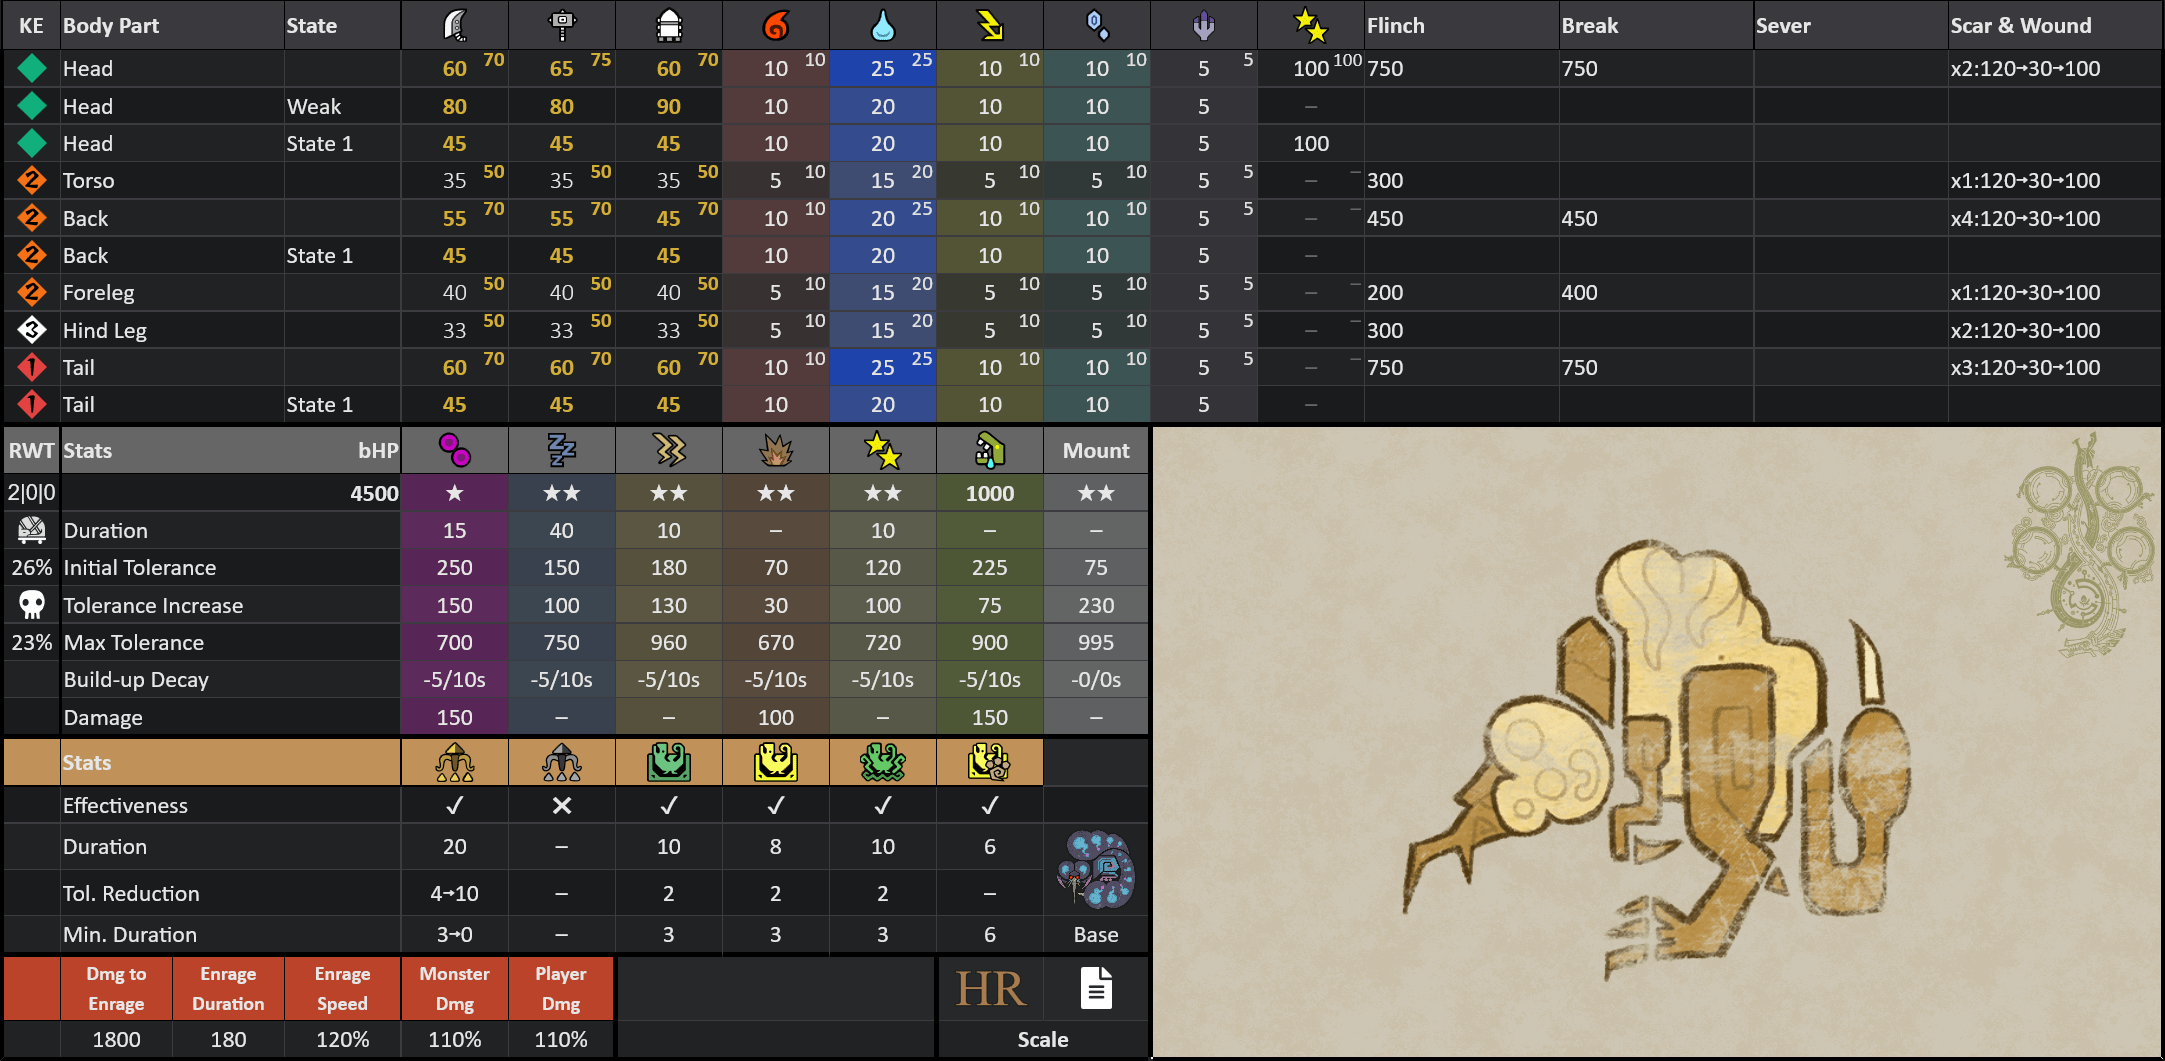 KE Body Part State Flinch Break Sever Scar & Wound
Head 60 70 65 75 60 70 10 10 25 25 10 10 10 10 5 5 100 100 750 750 x2:120→30→100
Head Weak 80 80 90 10 20 10 10 5 –
Head State 1 45 45 45 10 20 10 10 5 100
2 Torso 35 50 35 50 35 50 5 10 15 20 5 10 5 10 5 5 – – 300 x1:120→30→100
2 Back 55 70 55 70 45 70 10 10 20 25 10 10 10 10 5 5 – – 450 450 x4:120→30→100
2 Back State 1 45 45 45 10 20 10 10 5 –
2 Foreleg 40 50 40 50 40 50 5 10 15 20 5 10 5 10 5 5 – – 200 400 x1:120→30→100
3 Hind Leg 33 50 33 50 33 50 5 10 15 20 5 10 5 10 5 5 – – 300 x2:120→30→100
1 Tail 60 70 60 70 60 70 10 10 25 25 10 10 10 10 5 5 – – 750 750 x3:120→30→100
1 Tail State 1 45 45 45 10 20 10 10 5 –
RWT Stats bHP Mount
2|0|0 4500 ★ ★★ ★★ ★★ ★★ 1000 ★★
Duration 15 40 10 – 10 – –
26% Initial Tolerance 250 150 180 70 120 225 75
Tolerance Increase 150 100 130 30 100 75 230
23% Max Tolerance 700 750 960 670 720 900 995
Build-up Decay -5/10s -5/10s -5/10s -5/10s -5/10s -5/10s -0/0s
Damage 150 – – 100 – 150 –
Stats
Effectiveness ✓ ✕ ✓ ✓ ✓ ✓
Duration 20 – 10 8 10 6
Tol. Reduction 4→10 – 2 2 2 –
Min. Duration 3→0 – 3 3 3 6 Base
Dmg to Enrage Enrage Monster Player
Enrage Duration Speed Dmg Dmg
HR
1800 180 120% 110% 110% Scale